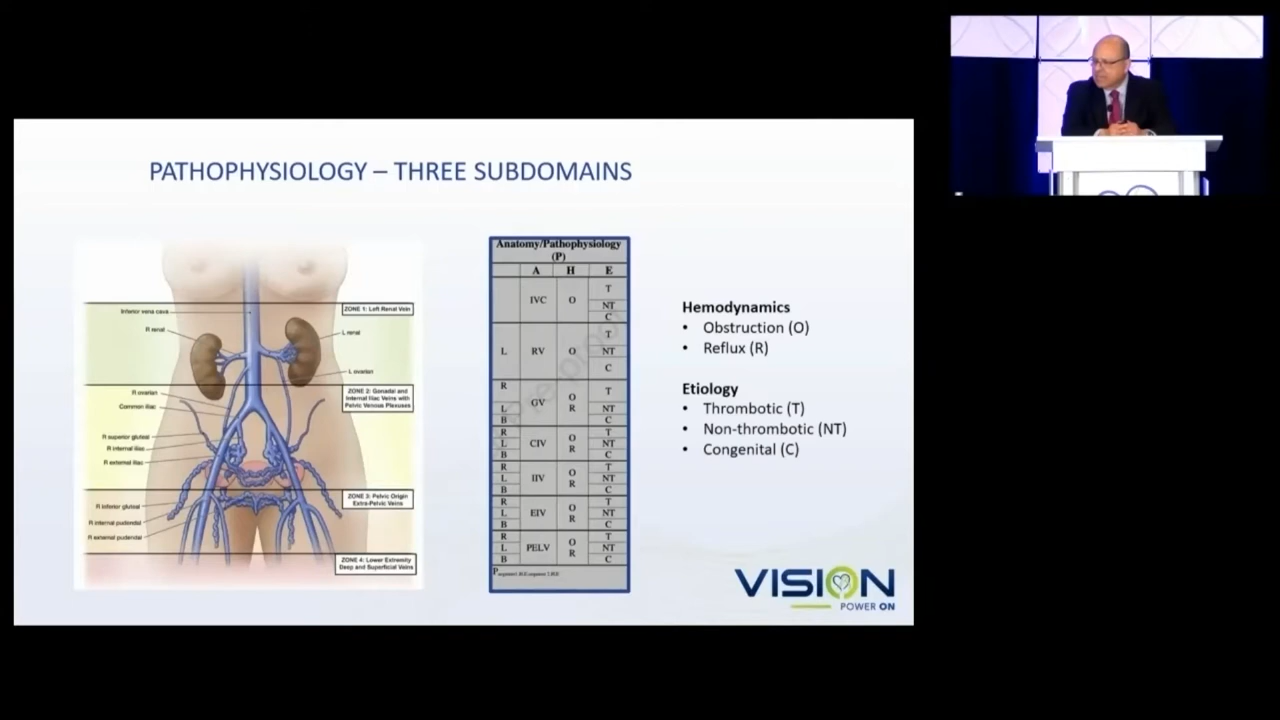 PATHOPHYSIOLOGY – THREE SUBDOMAINS
Inferior vena cava
R renal
ZONE 1: Left Renal Vein
L renal
L ovarian
R ovarian
Common iliac
ZONE 2: Gonadal and
Internal Iliac Veins with
Pelvic Venous Plexuses
R superior gluteal
R internal iliac
R external iliac
ZONE 3: Pelvic Origin
Extra-Pelvic Veins
R inferior gluteal
R internal pudendal
R external pudendal
ZONE 4: Lower Extremity
Deep and Superficial Veins
Anatomy/Pathophysiology
(P)
A H E
IVC O T NT C
L RV O T NT C
R L B GV O R T NT C
R L B CIV O R T NT C
R L B IIV O R T NT C
R L B EIV O R T NT C
R L B PELV O R T NT C
P
Hemodynamics
• Obstruction (O)
• Reflux (R)
Etiology
• Thrombotic (T)
• Non-thrombotic (NT)
• Congenital (C)
VISION
POWER ON